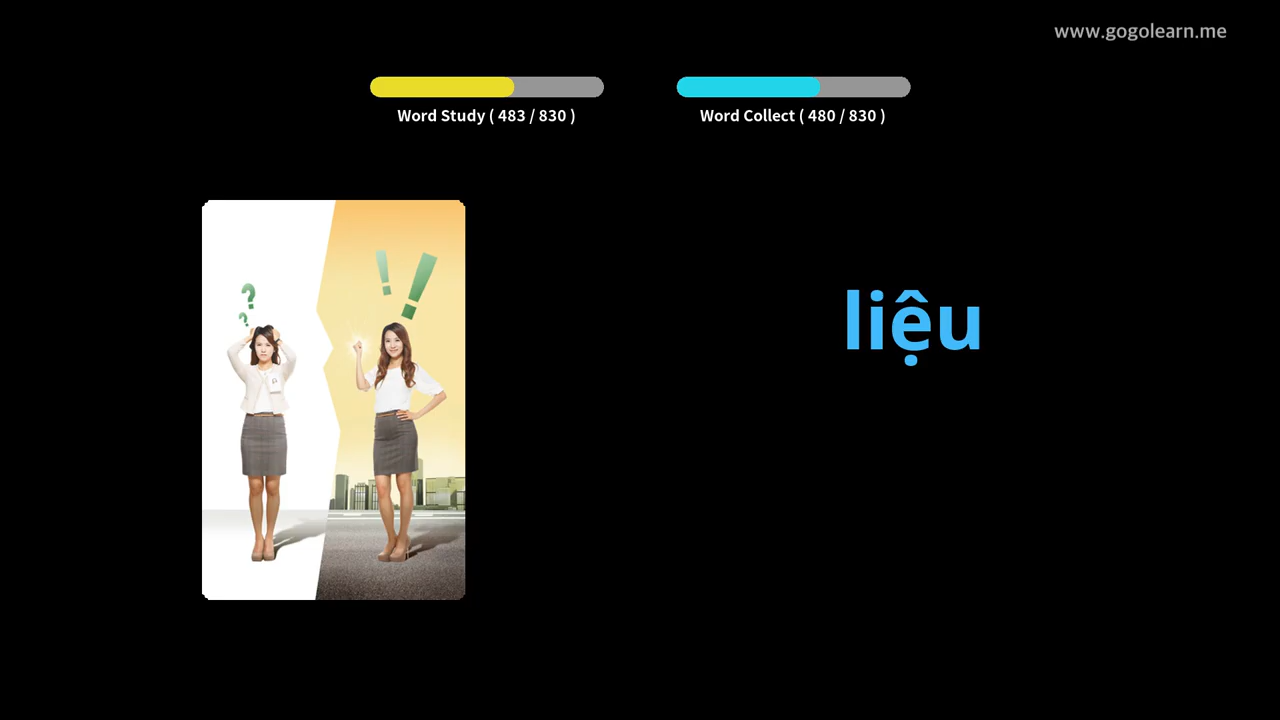 www.gogolearn.me
Word Study ( 483 / 830 )
Word Collect ( 480 / 830 )
? ?
! !
liệu